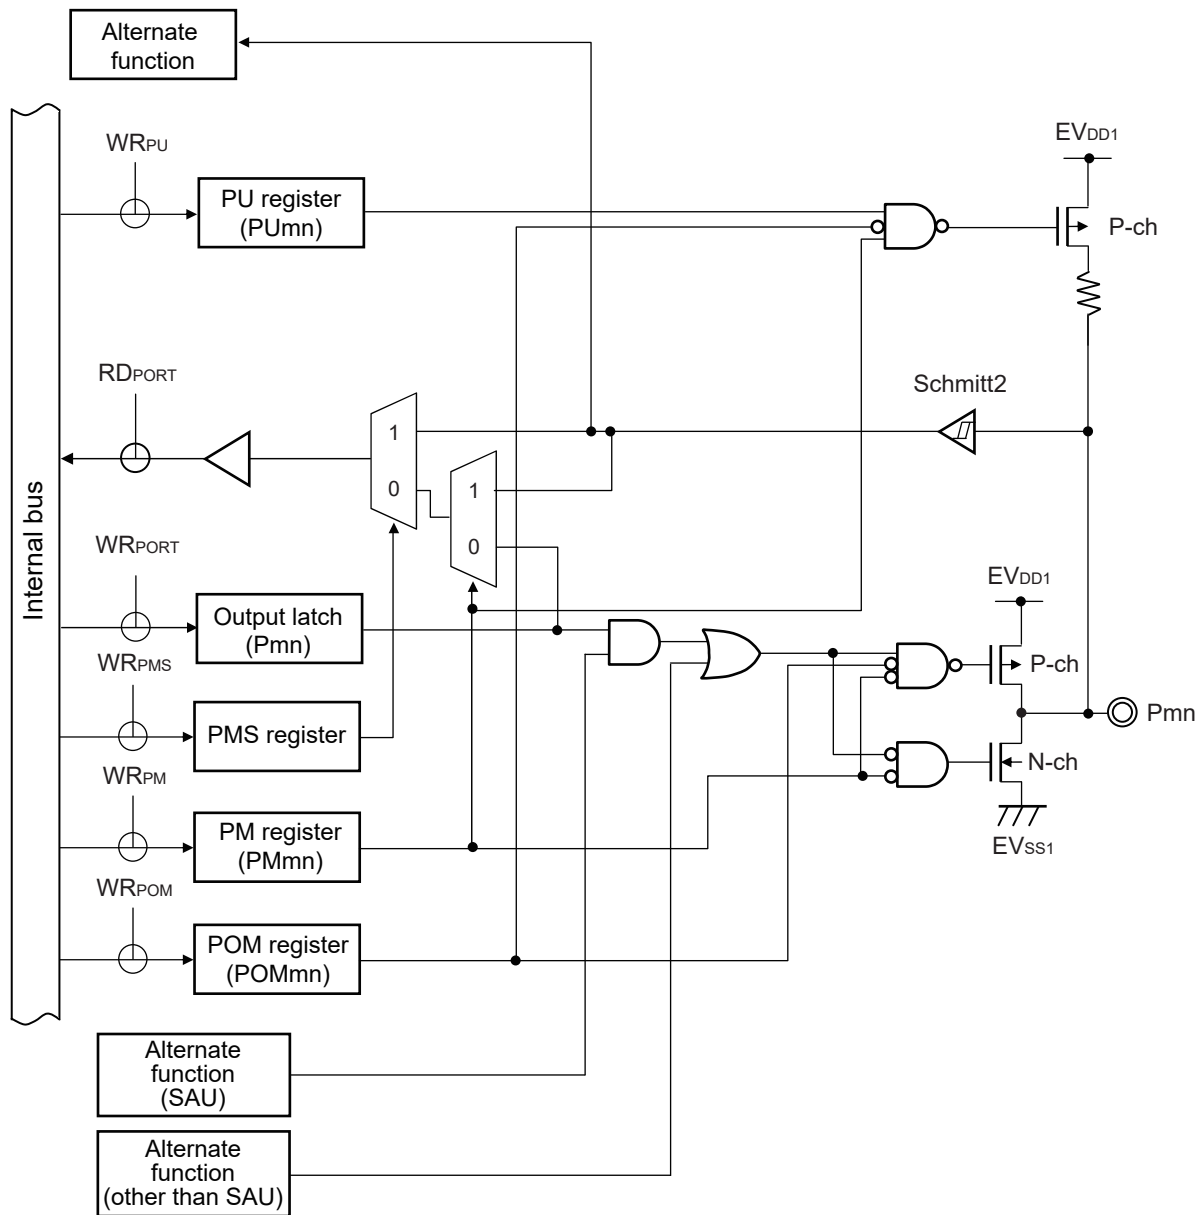 Alternate
function
EVDD1
WRPU
PU register
(PUmn)
P-ch
RDPORT
Schmitt2
1
0
1
0
Internal bus
WRPORT
EVDD1
Output latch
(Pmn)
WRPMS
P-ch
PMS register
Pmn
WRPM
N-ch
PM register
(PMmn)
EVSS1
WRPOM
POM register
(POMmn)
Alternate
function
(SAU)
Alternate
function
(other than SAU)